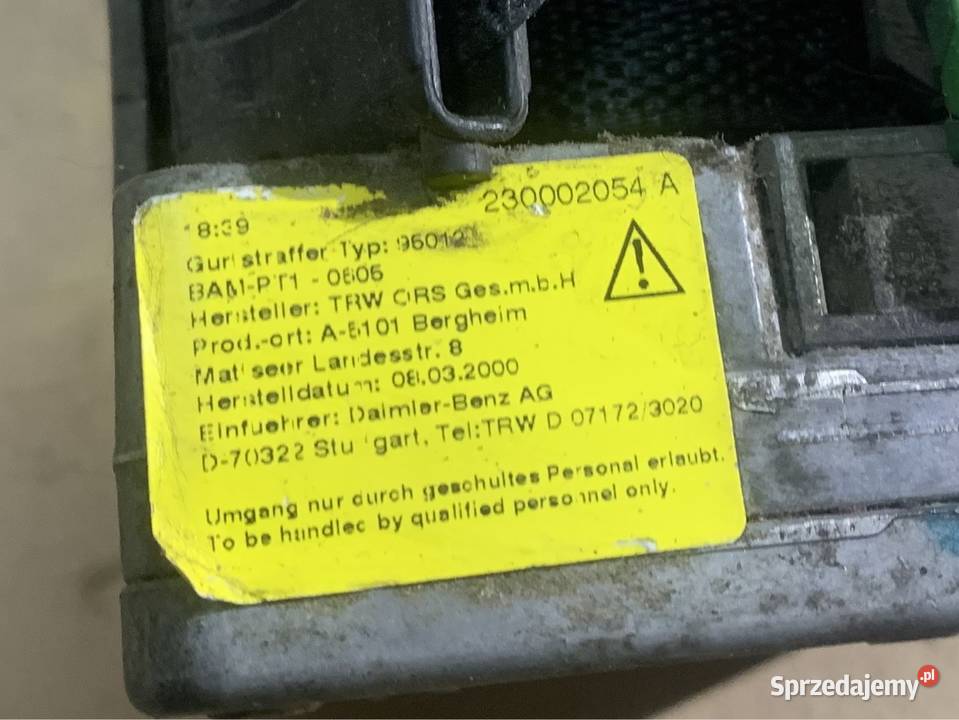 230002054 A
18:39
Gurtstraffer Typ: 95012
BAM-PT1 - 0605
Hersteller: TRW ORS Ges.m.b.H
Prod.-ort: A-5101 Bergheim
Mattseer Landesstr. 8
Herstelldatum: 08.03.2000
Einfuehrer: Daimler-Benz AG
D-70322 Stuttgart, Tel:TRW D 07172/3020
Umgang nur durch geschultes Personal erlaubt.
To be handled by qualified personnel only.
Sprzedajemy.pl